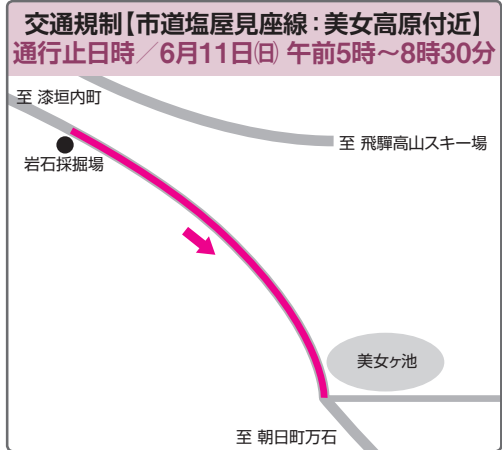 交通規制【市道塩屋見座線：美女高原付近】
通行止日時／6月11日㈰ 午前5時〜8時30分
至 漆垣内町
至 飛驒高山スキー場
岩石採掘場
美女ヶ池
至 朝日町万石